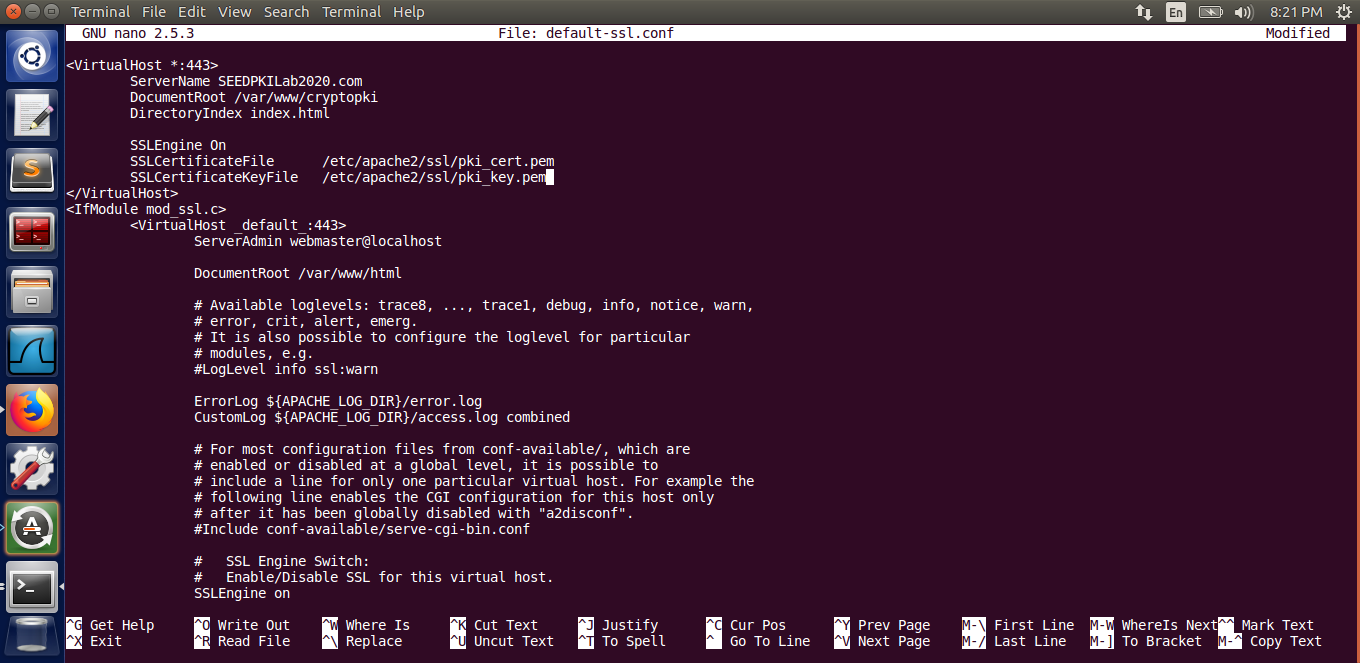 Terminal File Edit View Search Terminal Help En 8:21 PM
GNU nano 2.5.3 File: default-ssl.conf Modified
<VirtualHost *:443>
ServerName SEEDPKILab2020.com
DocumentRoot /var/www/cryptopki
DirectoryIndex index.html
SSLEngine On
SSLCertificateFile /etc/apache2/ssl/pki_cert.pem
SSLCertificateKeyFile /etc/apache2/ssl/pki_key.pem
</VirtualHost>
<IfModule mod_ssl.c>
<VirtualHost _default_:443>
ServerAdmin webmaster@localhost
DocumentRoot /var/www/html
# Available loglevels: trace8, ..., trace1, debug, info, notice, warn,
# error, crit, alert, emerg.
# It is also possible to configure the loglevel for particular
# modules, e.g.
#LogLevel info ssl:warn
ErrorLog ${APACHE_LOG_DIR}/error.log
CustomLog ${APACHE_LOG_DIR}/access.log combined
# For most configuration files from conf-available/, which are
# enabled or disabled at a global level, it is possible to
# include a line for only one particular virtual host. For example the
# following line enables the CGI configuration for this host only
# after it has been globally disabled with "a2disconf".
#Include conf-available/serve-cgi-bin.conf
# SSL Engine Switch:
# Enable/Disable SSL for this virtual host.
SSLEngine on
^G Get Help ^O Write Out ^W Where Is ^K Cut Text ^J Justify ^C Cur Pos ^Y Prev Page M-\ First Line M-W WhereIs Next ^^ Mark Text
^X Exit ^R Read File ^\ Replace ^U Uncut Text ^T To Spell ^_ Go To Line ^V Next Page M-/ Last Line M-] To Bracket M-^ Copy Text